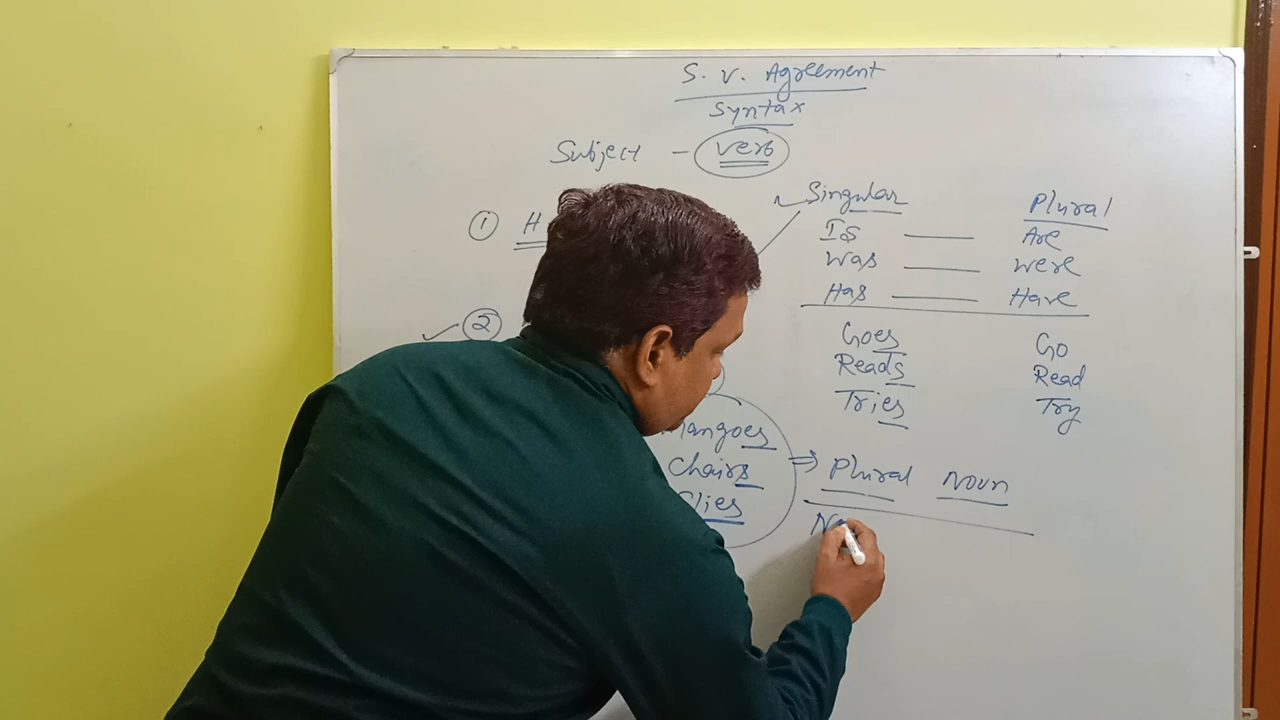 S. V. Agreement
Syntax
Subject - verb
Singular Plural
① H
Is — Are
Was — Were
Has — Have
②
Goes Go
Reads Read
Tries Try
Mangoes
Chairs ⇒ Plural Noun
Flies
No